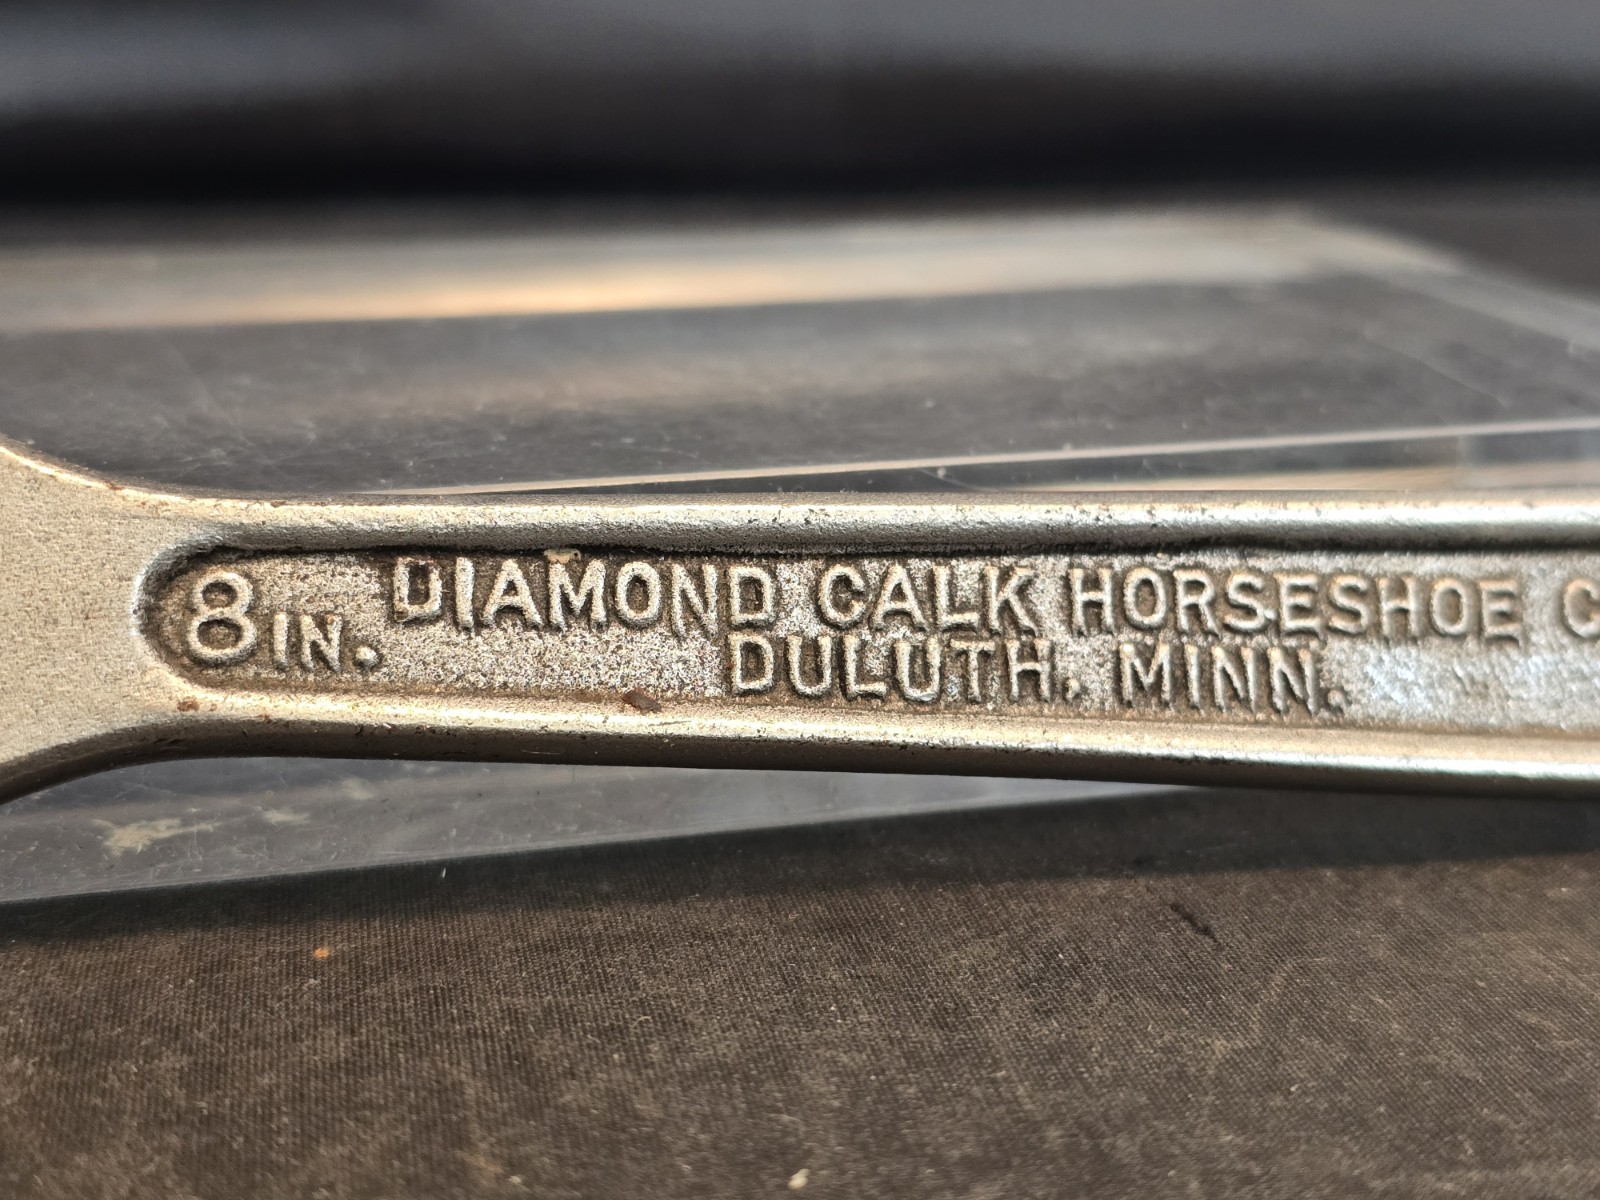 8 IN. DIAMOND CALK HORSESHOE C
DULUTH, MINN.